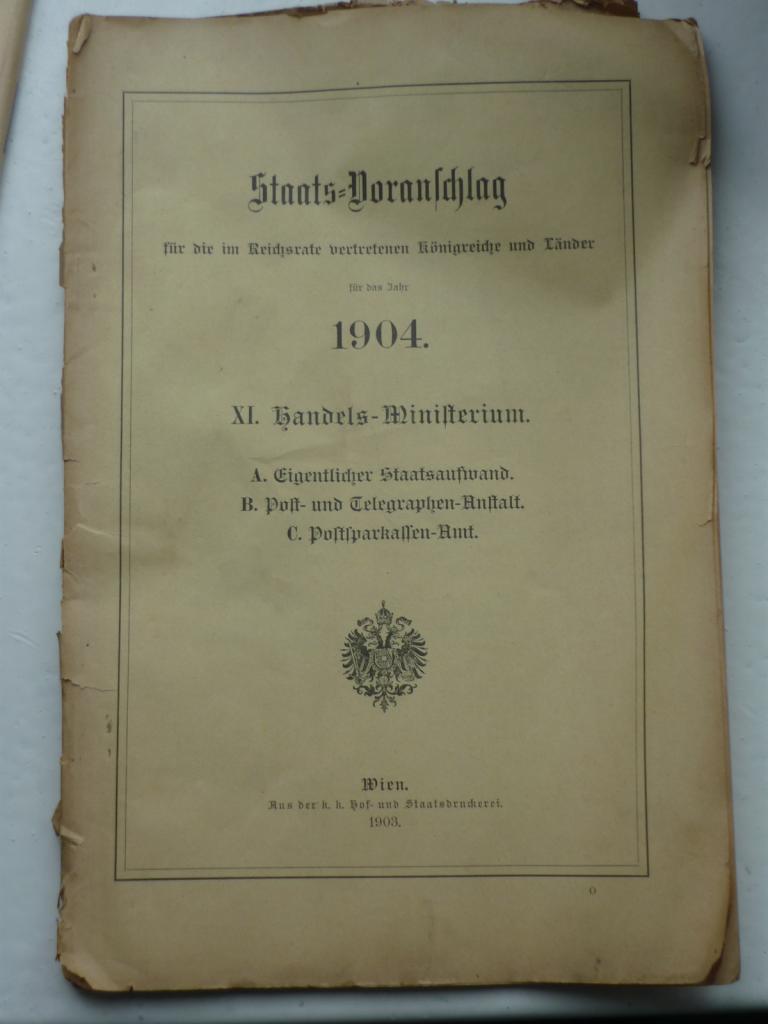 Staats-Voranschlag
für die im Reichsrate vertretenen Königreiche und Länder
für das Jahr
1904.
XI. Handels-Ministerium.
A. Eigentlicher Staatsaufwand.
B. Post- und Telegraphen-Anstalt.
C. Postsparkassen-Amt.
Wien.
Aus der k. k. Hof- und Staatsdruckerei.
1903.
O